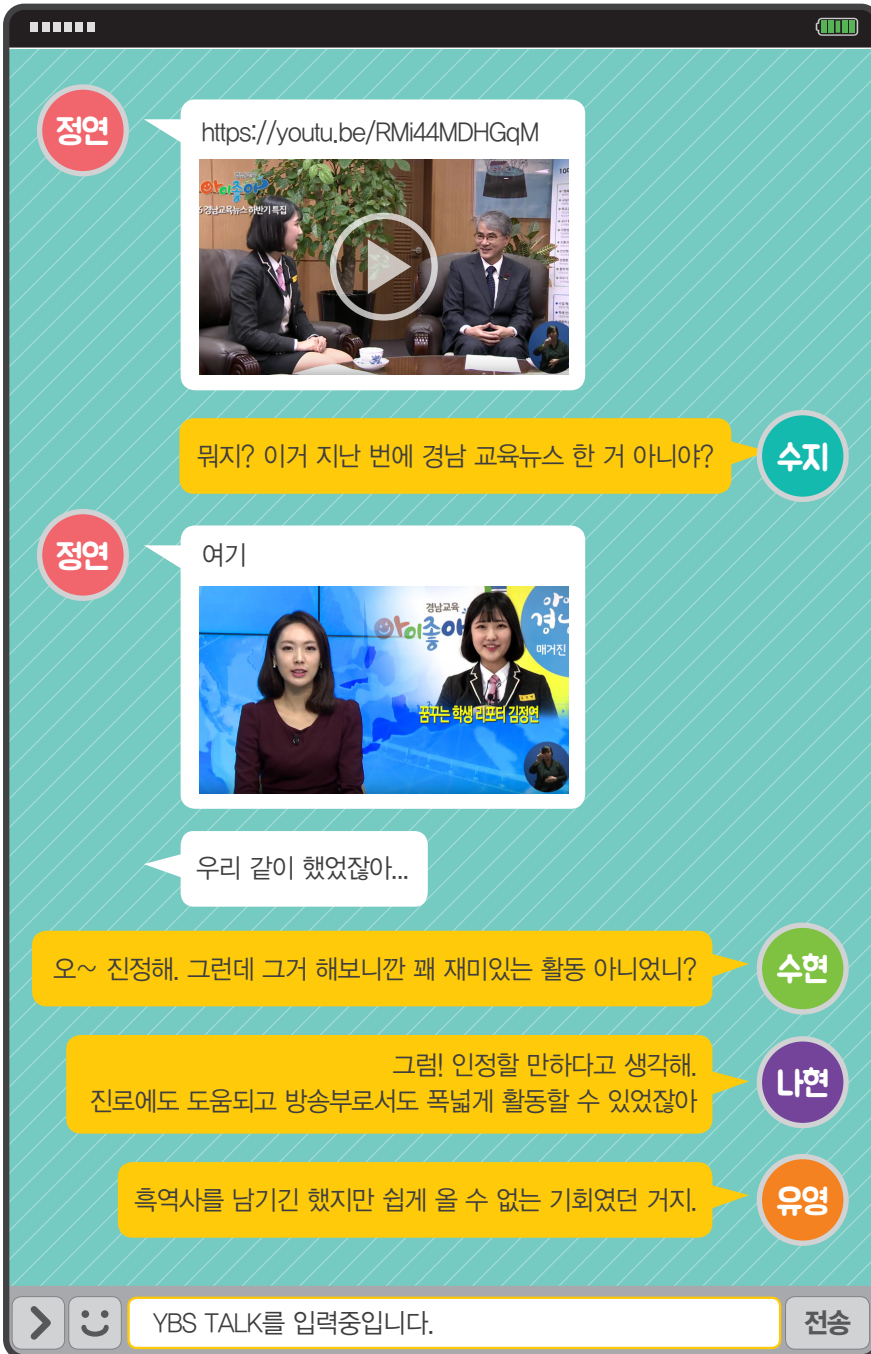 정연
https://youtu.be/RMi44MDHGqM
아이좋아
경남교육뉴스 하반기 특집
뭐지? 이거 지난 번에 경남 교육뉴스 한 거 아니야?
수지
정연
여기
경남교육
아이좋아
매거진
꿈꾸는 학생 리포터 김정연
우리 같이 했었잖아...
오~ 진정해. 그런데 그거 해보니깐 꽤 재미있는 활동 아니었니?
수현
그럼! 인정할 만하다고 생각해.
진로에도 도움되고 방송부로서도 폭넓게 활동할 수 있었잖아
나현
흑역사를 남기긴 했지만 쉽게 올 수 없는 기회였던 거지.
유영
YBS TALK를 입력중입니다.
전송